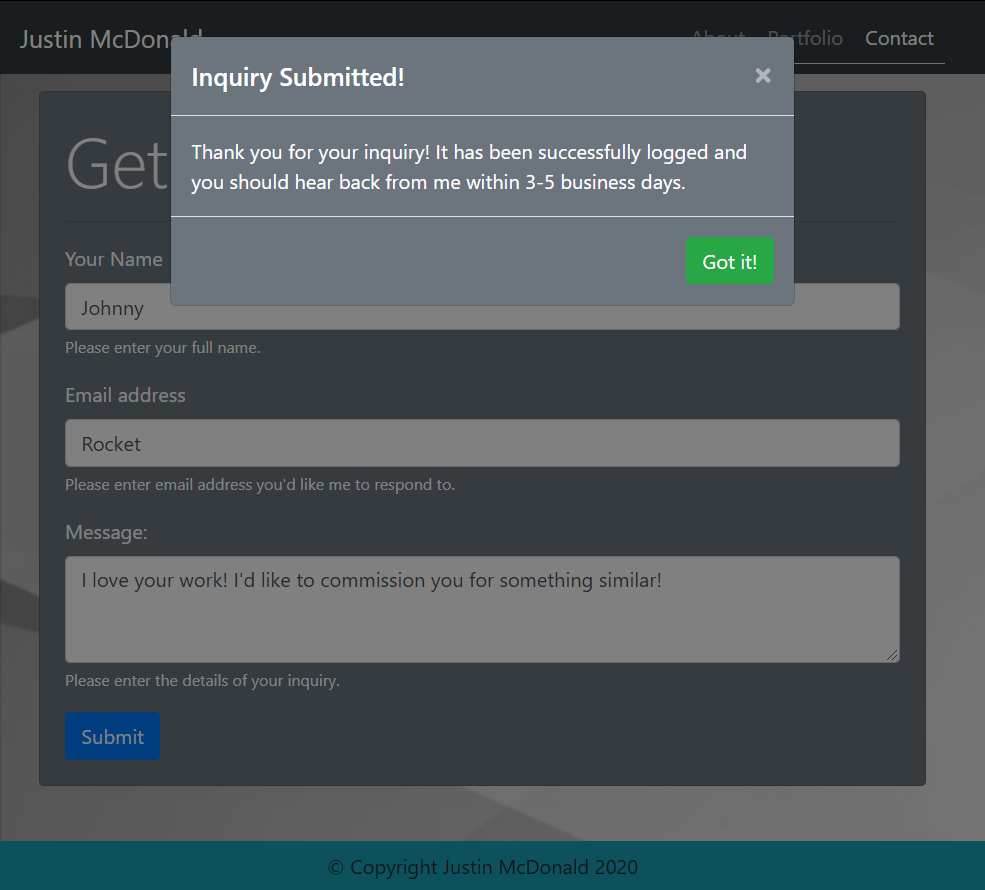 Justin McDonald
About Portfolio Contact
Inquiry Submitted!
×
Thank you for your inquiry! It has been successfully logged and
you should hear back from me within 3-5 business days.
Got it!
Get
Your Name
Johnny
Please enter your full name.
Email address
Rocket
Please enter email address you'd like me to respond to.
Message:
I love your work! I'd like to commission you for something similar!
Please enter the details of your inquiry.
Submit
© Copyright Justin McDonald 2020